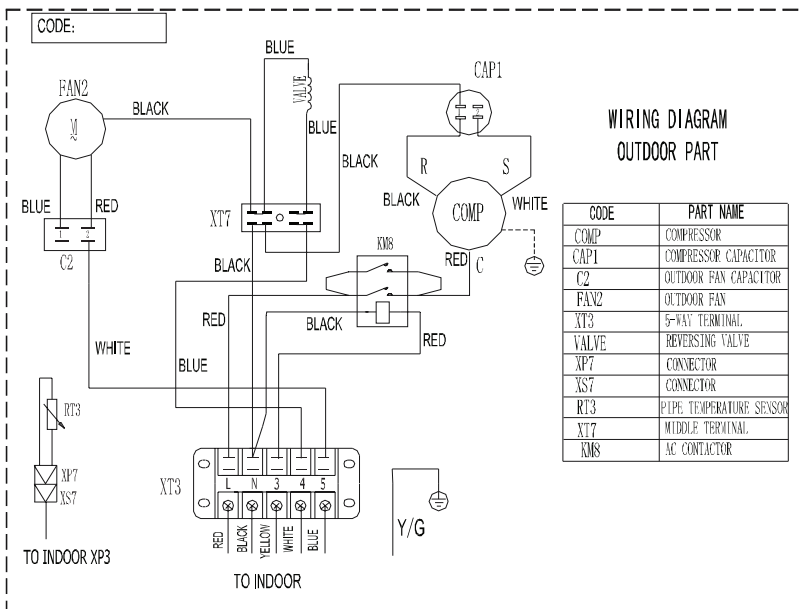 CODE:
BLUE
CAP1
FAN2
VALVE
BLACK
M
~
BLUE
BLACK
1 2
WIRING DIAGRAM
OUTDOOR PART
R
S
BLUE
RED
BLACK
WHITE
COMP
XT7
1 2
C2
KM8
BLACK
RED
C
RED
BLACK
RED
WHITE
BLUE
CODE PART NAME
COMP COMPRESSOR
CAP1 COMPRESSOR CAPACITOR
C2 OUTDOOR FAN CAPACITOR
FAN2 OUTDOOR FAN
XT3 5-WAY TERMINAL
VALVE REVERSING VALVE
XP7 CONNECTOR
XS7 CONNECTOR
RT3 PIPE TEMPERATURE SENSOR
XT7 MIDDLE TERMINAL
KM8 AC CONTACTOR
RT3
XP7
XS7
XT3
L N 3 4 5
RED
BLACK
YELLOW
WHITE
BLUE
Y/G
TO INDOOR XP3
TO INDOOR